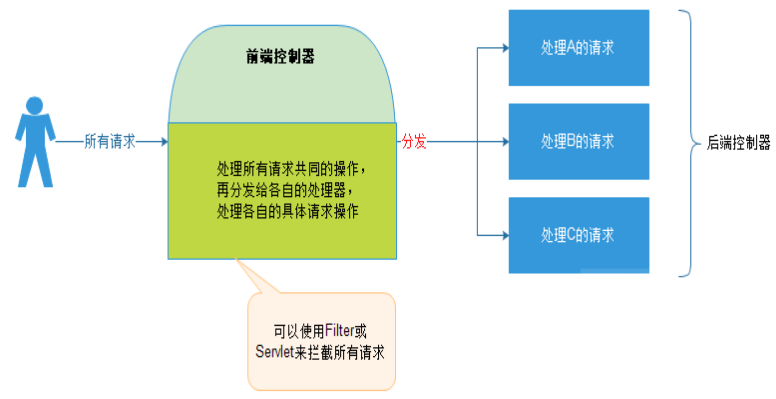 前端控制器
所有请求
处理所有请求共同的操作，
再分发给各自的处理器，
处理各自的具体请求操作
分发
处理A的请求
处理B的请求
处理C的请求
后端控制器
可以使用Filter或
Servlet来拦截所有请求